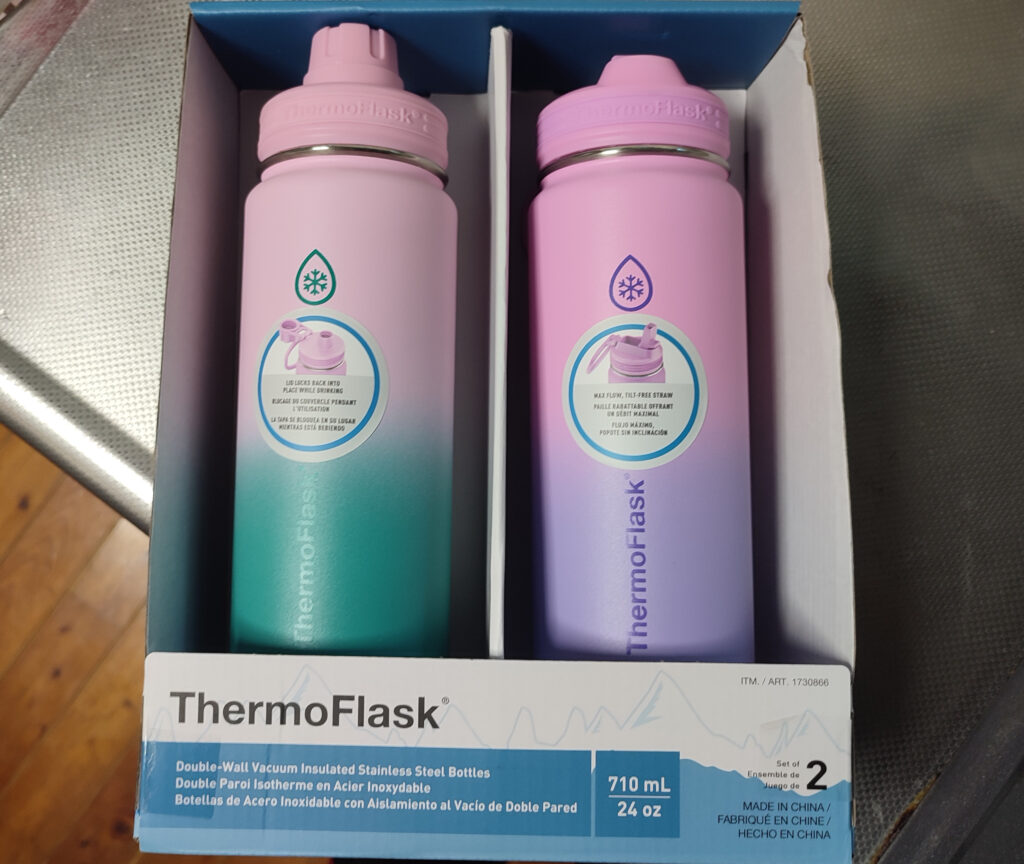 ThermoFlask®
ThermoFlask®
LID LOCKS BACK INTO
PLACE WHILE DRINKING
BLOCAGE DU COUVERCLE PENDANT
L'UTILISATION
LA TAPA SE BLOQUEA EN SU LUGAR
MIENTRAS ESTÁ BEBIENDO
MAX FLOW, TILT-FREE STRAW
PAILLE RABATTABLE OFFRANT
UN DÉBIT MAXIMAL
FLUJO MÁXIMO,
POPOTE SIN INCLINACIÓN
ThermoFlask
ThermoFlask®
ITM. / ART. 1730866
ThermoFlask®
Double-Wall Vacuum Insulated Stainless Steel Bottles
Double Paroi Isotherme en Acier Inoxydable
Botellas de Acero Inoxidable con Aislamiento al Vacío de Doble Pared
710 mL
24 oz
Set of
Ensemble de
Juego de
2
MADE IN CHINA /
FABRIQUÉ EN CHINE /
HECHO EN CHINA